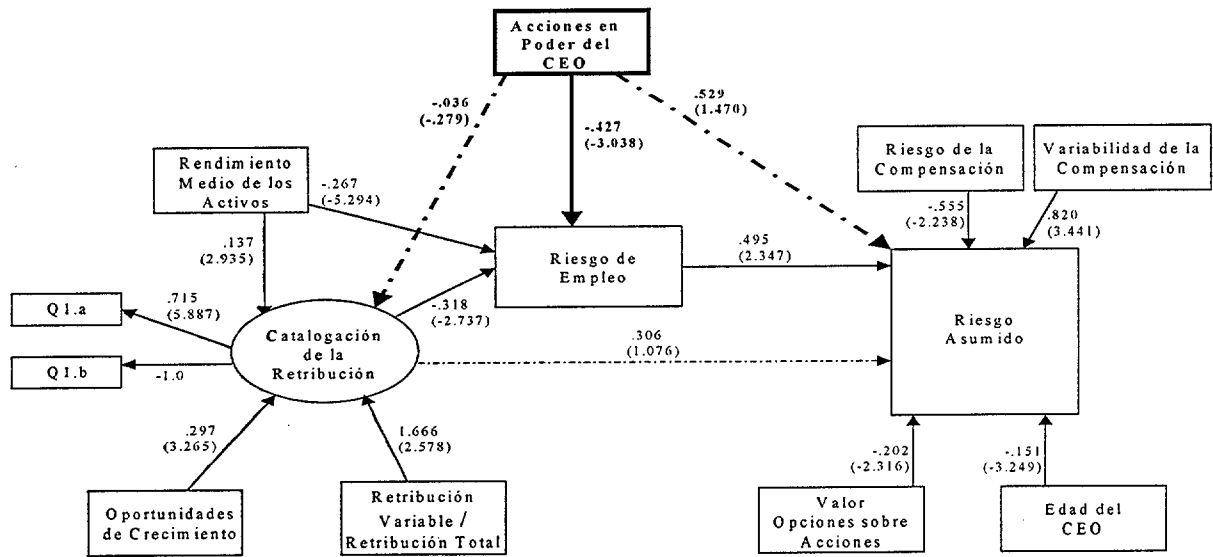 Acciones en
Poder del
CEO
-.036
(-.279)
-.427
(-3.038)
.529
(1.470)
Rendimiento
Medio de los
Activos
-.267
(-5.294)
.137
(2.935)
Riesgo de la
Compensación
Variabilidad de la
Compensación
-.555
(-2.238)
.820
(3.441)
Riesgo de
Empleo
.495
(2.347)
Q1.a
.715
(5.887)
Q1.b
-1.0
Catalogación
de la
Retribución
-.318
(-2.737)
.306
(1.076)
Riesgo
Asumido
.297
(3.265)
1.666
(2.578)
-.202
(-2.316)
-.151
(-3.249)
Oportunidades
de Crecimiento
Retribución
Variable /
Retribución Total
Valor
Opciones sobre
Acciones
Edad del
CEO